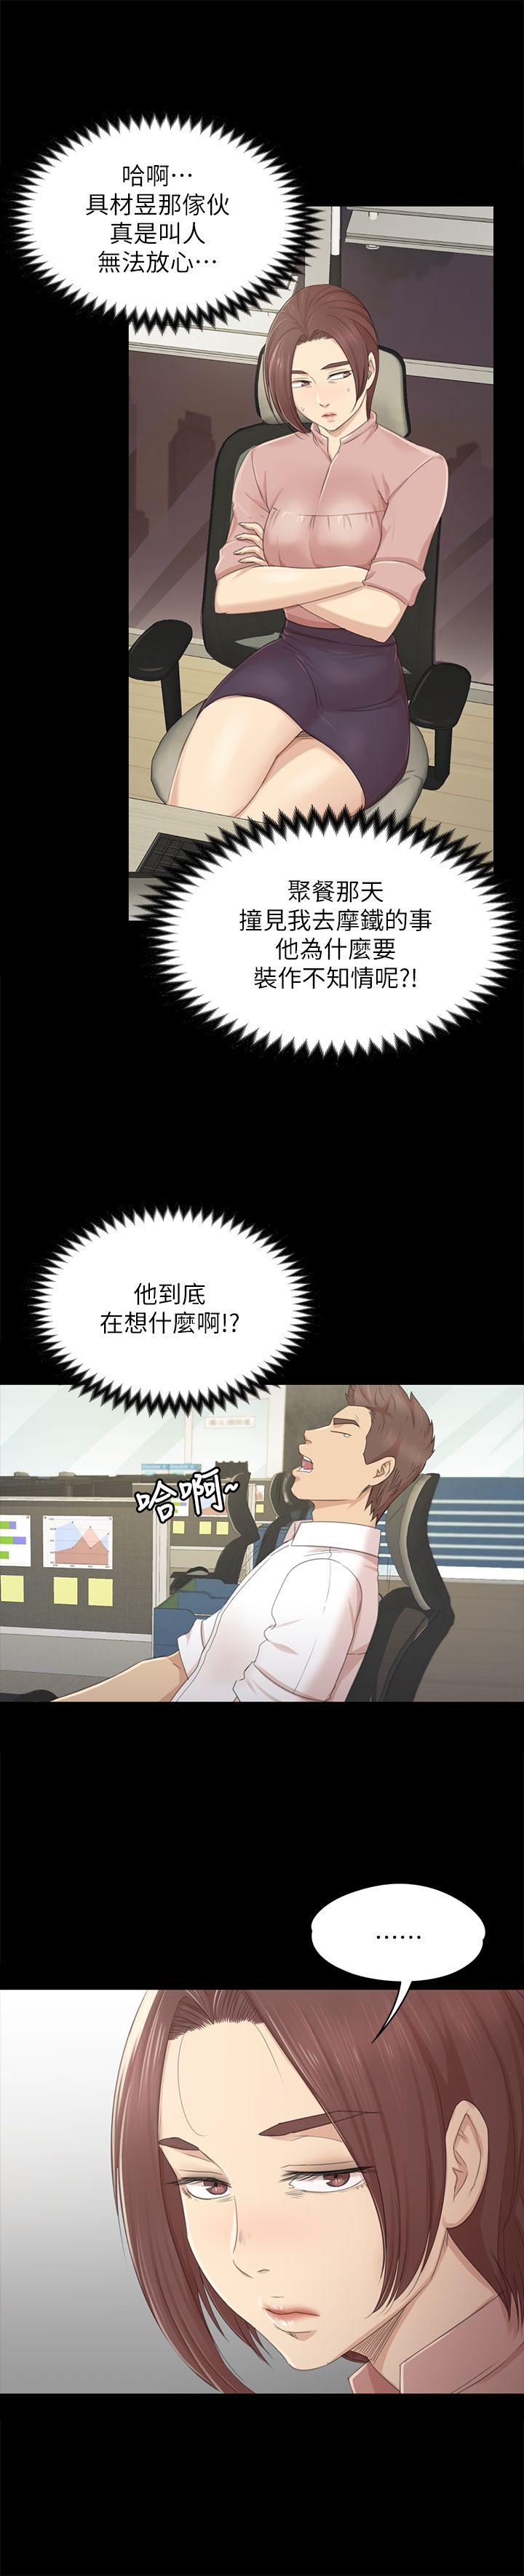 哈啊⋯
具材昱那傢伙
真是叫人
無法放心⋯
聚餐那天
撞見我去摩鐵的事
他為什麼要
裝作不知情呢?!
他到底
在想什麼啊!?
哈啊~
⋯⋯